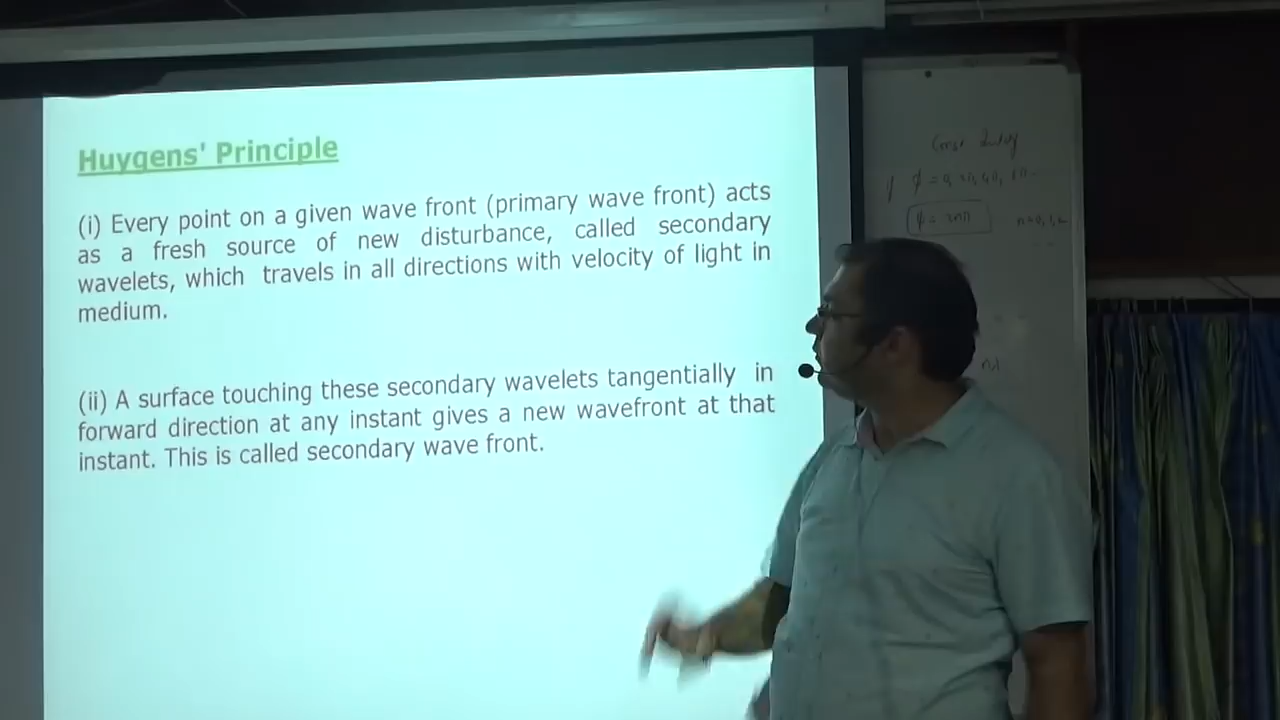 Huygens' Principle
(i) Every point on a given wave front (primary wave front) acts
as a fresh source of new disturbance, called secondary
wavelets, which travels in all directions with velocity of light in
medium.
(ii) A surface touching these secondary wavelets tangentially in
forward direction at any instant gives a new wavefront at that
instant. This is called secondary wave front.